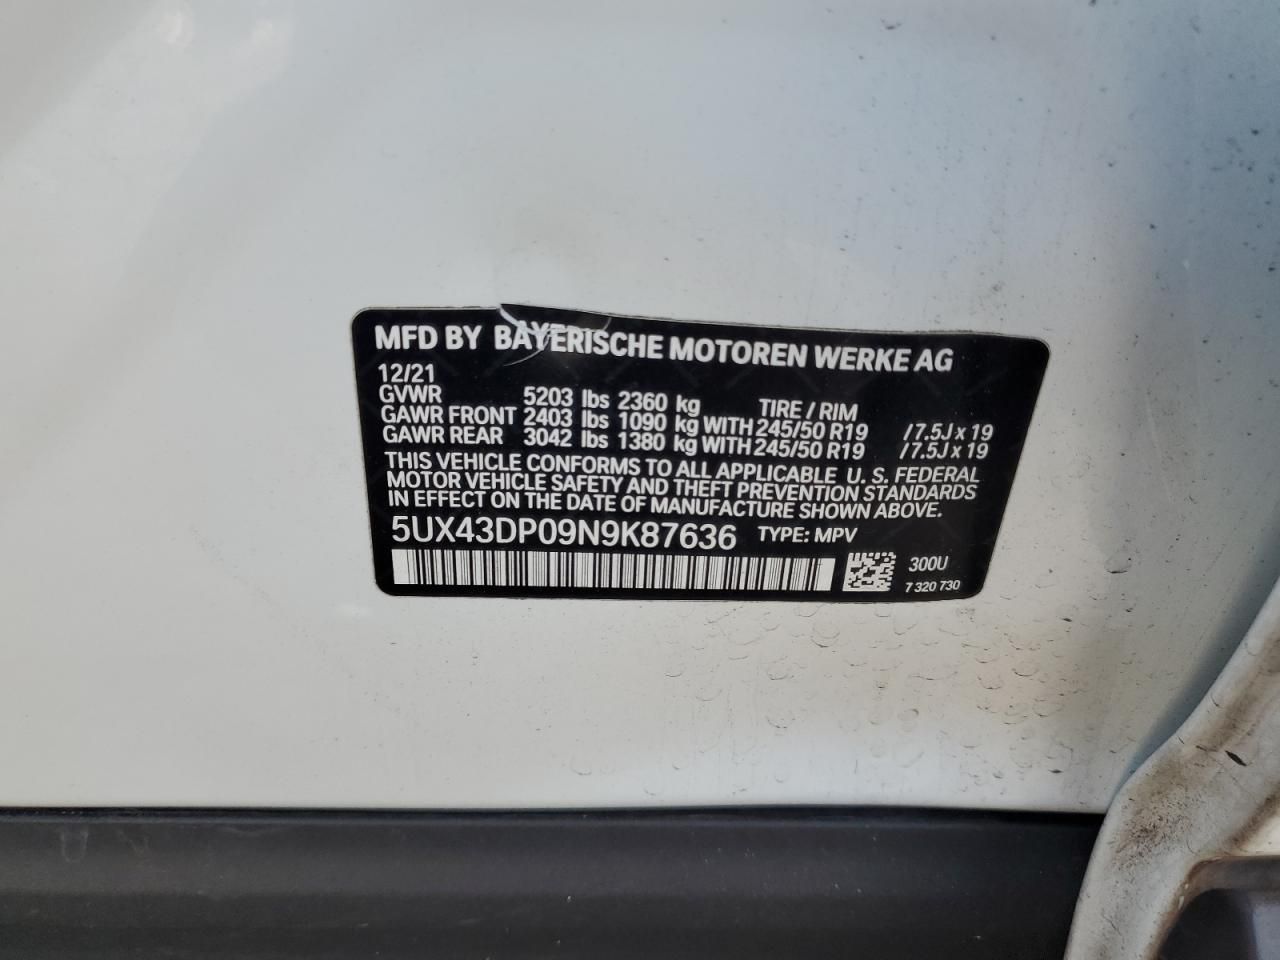 MFD BY BAYERISCHE MOTOREN WERKE AG
12/21
GVWR 5203 lbs 2360 kg TIRE / RIM
GAWR FRONT 2403 lbs 1090 kg WITH 245/50 R19 /7.5J x 19
GAWR REAR 3042 lbs 1380 kg WITH 245/50 R19 /7.5J x 19
THIS VEHICLE CONFORMS TO ALL APPLICABLE U. S. FEDERAL
MOTOR VEHICLE SAFETY AND THEFT PREVENTION STANDARDS
IN EFFECT ON THE DATE OF MANUFACTURE SHOWN ABOVE.
5UX43DP09N9K87636 TYPE: MPV
300U
7 320 730